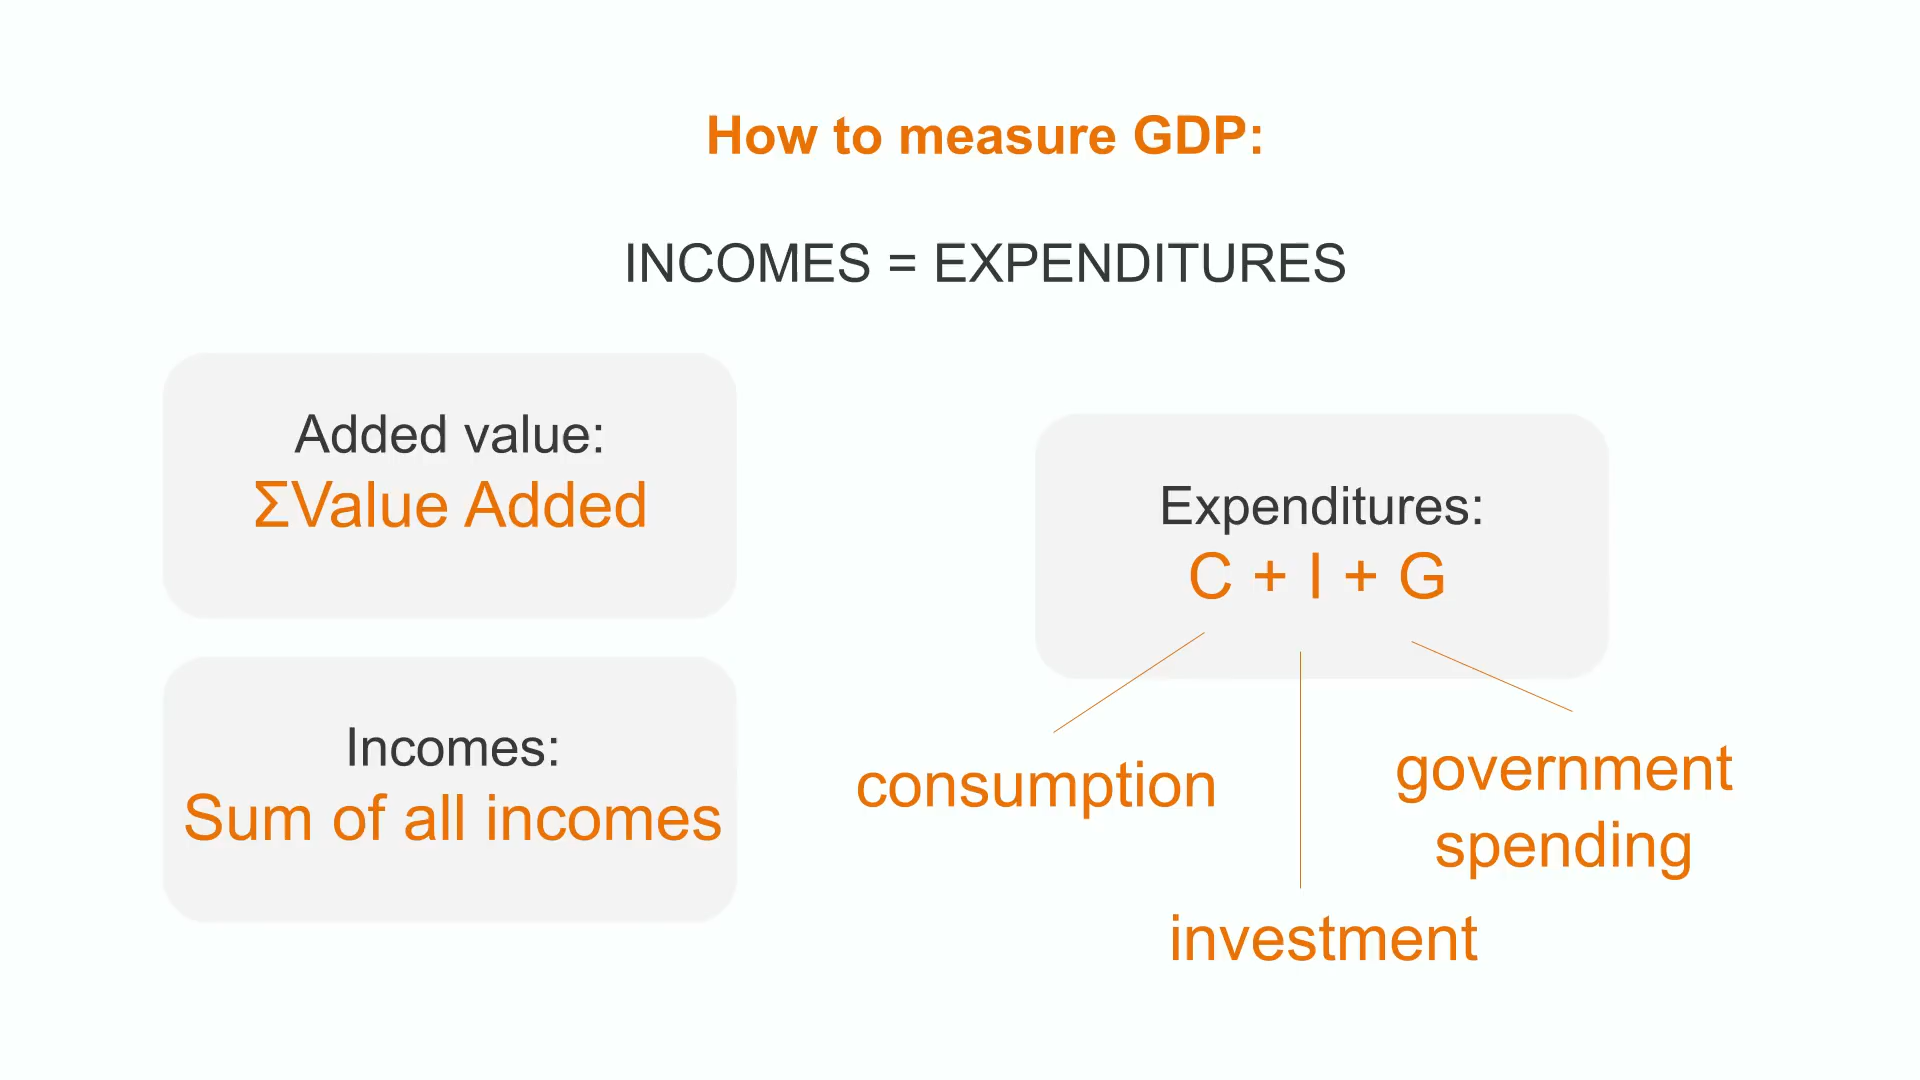 How to measure GDP:
INCOMES = EXPENDITURES
Added value:
ΣValue Added
Incomes:
Sum of all incomes
Expenditures:
C + I + G
consumption
government
spending
investment